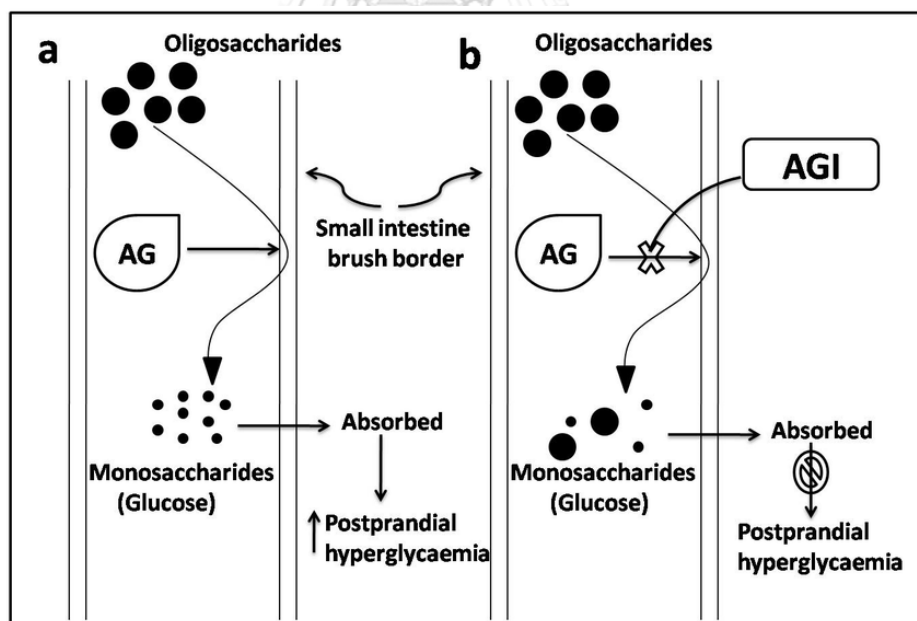 a
Oligosaccharides
AG
Small intestine
brush border
Monosaccharides
(Glucose)
Absorbed
Postprandial
hyperglycaemia
b
Oligosaccharides
AGI
AG
Monosaccharides
(Glucose)
Absorbed
Postprandial
hyperglycaemia